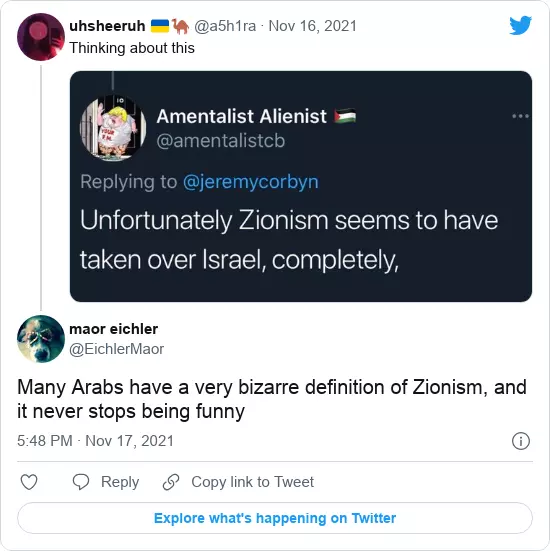 uhsheeruh 🇺🇦🐪 @a5h1ra · Nov 16, 2021
Thinking about this
Amentalist Alienist 🇵🇸
@amentalistcb
Replying to @jeremycorbyn
Unfortunately Zionism seems to have
taken over Israel, completely,
maor eichler
@EichlerMaor
Many Arabs have a very bizarre definition of Zionism, and
it never stops being funny
5:48 PM · Nov 17, 2021
Reply
Copy link to Tweet
Explore what's happening on Twitter